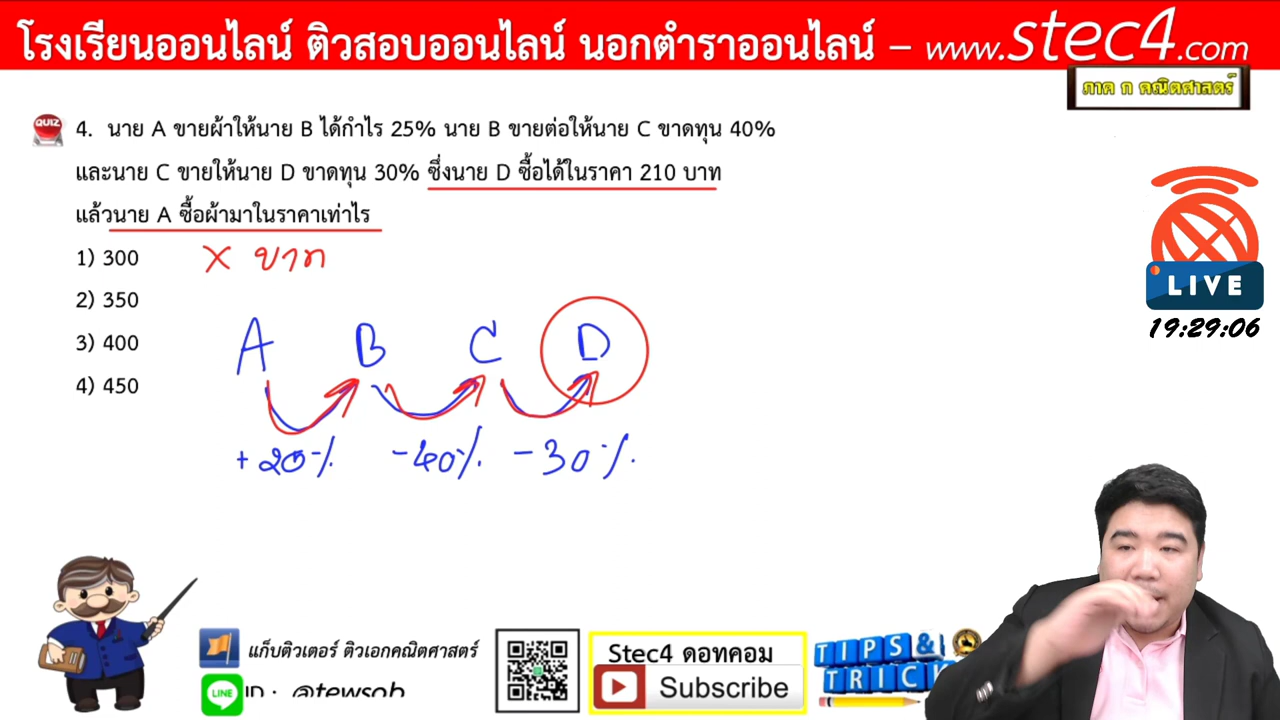 โรงเรียนออนไลน์ ติวสอบออนไลน์ นอกตำราออนไลน์ – www.stec4.com
ภาค ก คณิตศาสตร์
QUIZ
4. นาย A ขายผ้าให้นาย B ได้กำไร 25% นาย B ขายต่อให้นาย C ขาดทุน 40%
และนาย C ขายให้นาย D ขาดทุน 30% ซึ่งนาย D ซื้อได้ในราคา 210 บาท
แล้วนาย A ซื้อผ้ามาในราคาเท่าไร
1) 300
x บาท
2) 350
3) 400
4) 450
A B C D
+25% -40% -30%
LIVE
19:29:06
แก๊บติวเตอร์ ติวเอกคณิตศาสตร์
LINE
ID : @tewsob
Stec4 ดอทคอม
Subscribe
TIPS &
TRICK